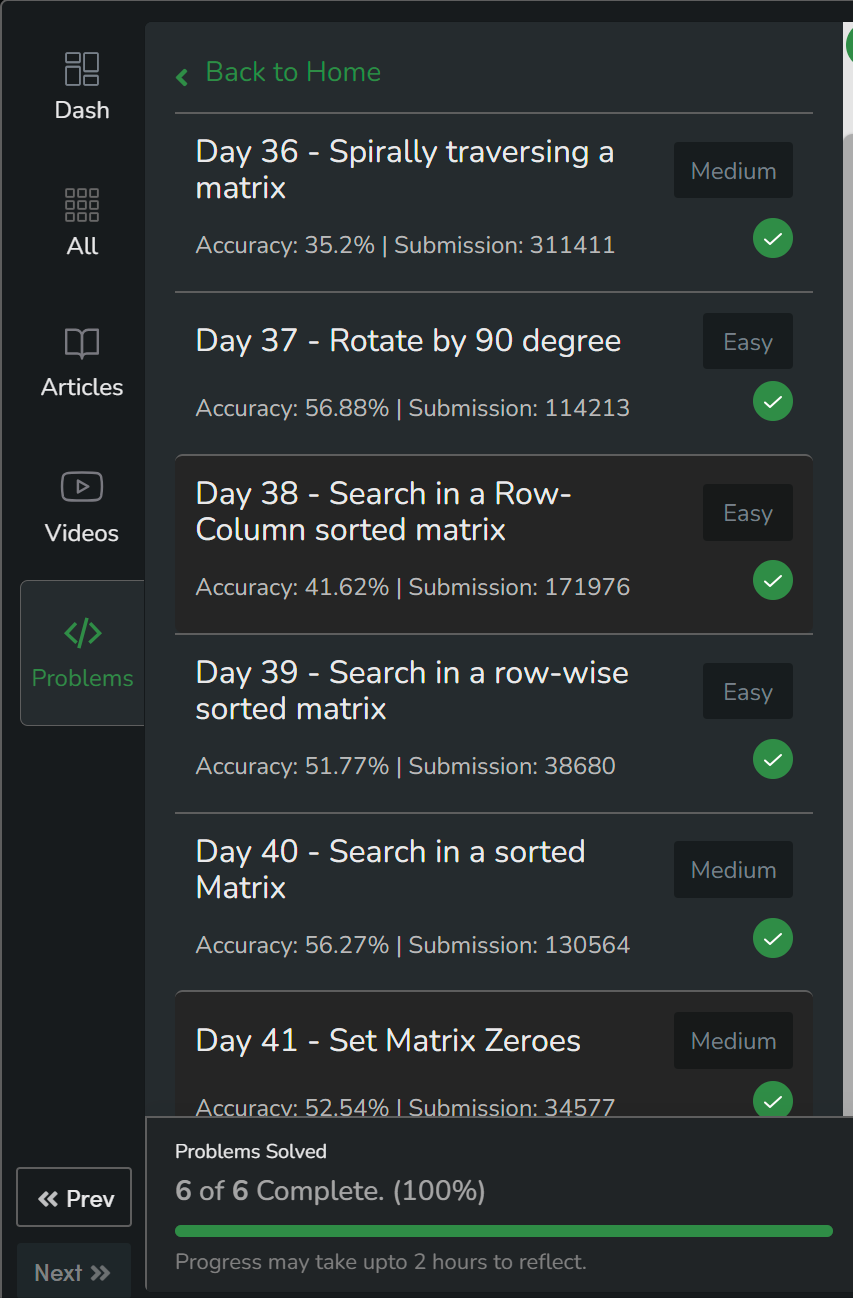 Dash
All
Articles
Videos
Problems
Prev
Next
Back to Home
Day 36 - Spirally traversing a
matrix
Medium
Accuracy: 35.2% | Submission: 311411
Day 37 - Rotate by 90 degree
Easy
Accuracy: 56.88% | Submission: 114213
Day 38 - Search in a Row-
Column sorted matrix
Easy
Accuracy: 41.62% | Submission: 171976
Day 39 - Search in a row-wise
sorted matrix
Easy
Accuracy: 51.77% | Submission: 38680
Day 40 - Search in a sorted
Matrix
Medium
Accuracy: 56.27% | Submission: 130564
Day 41 - Set Matrix Zeroes
Medium
Accuracy: 52.54% | Submission: 34577
Problems Solved
6 of 6 Complete. (100%)
Progress may take upto 2 hours to reflect.